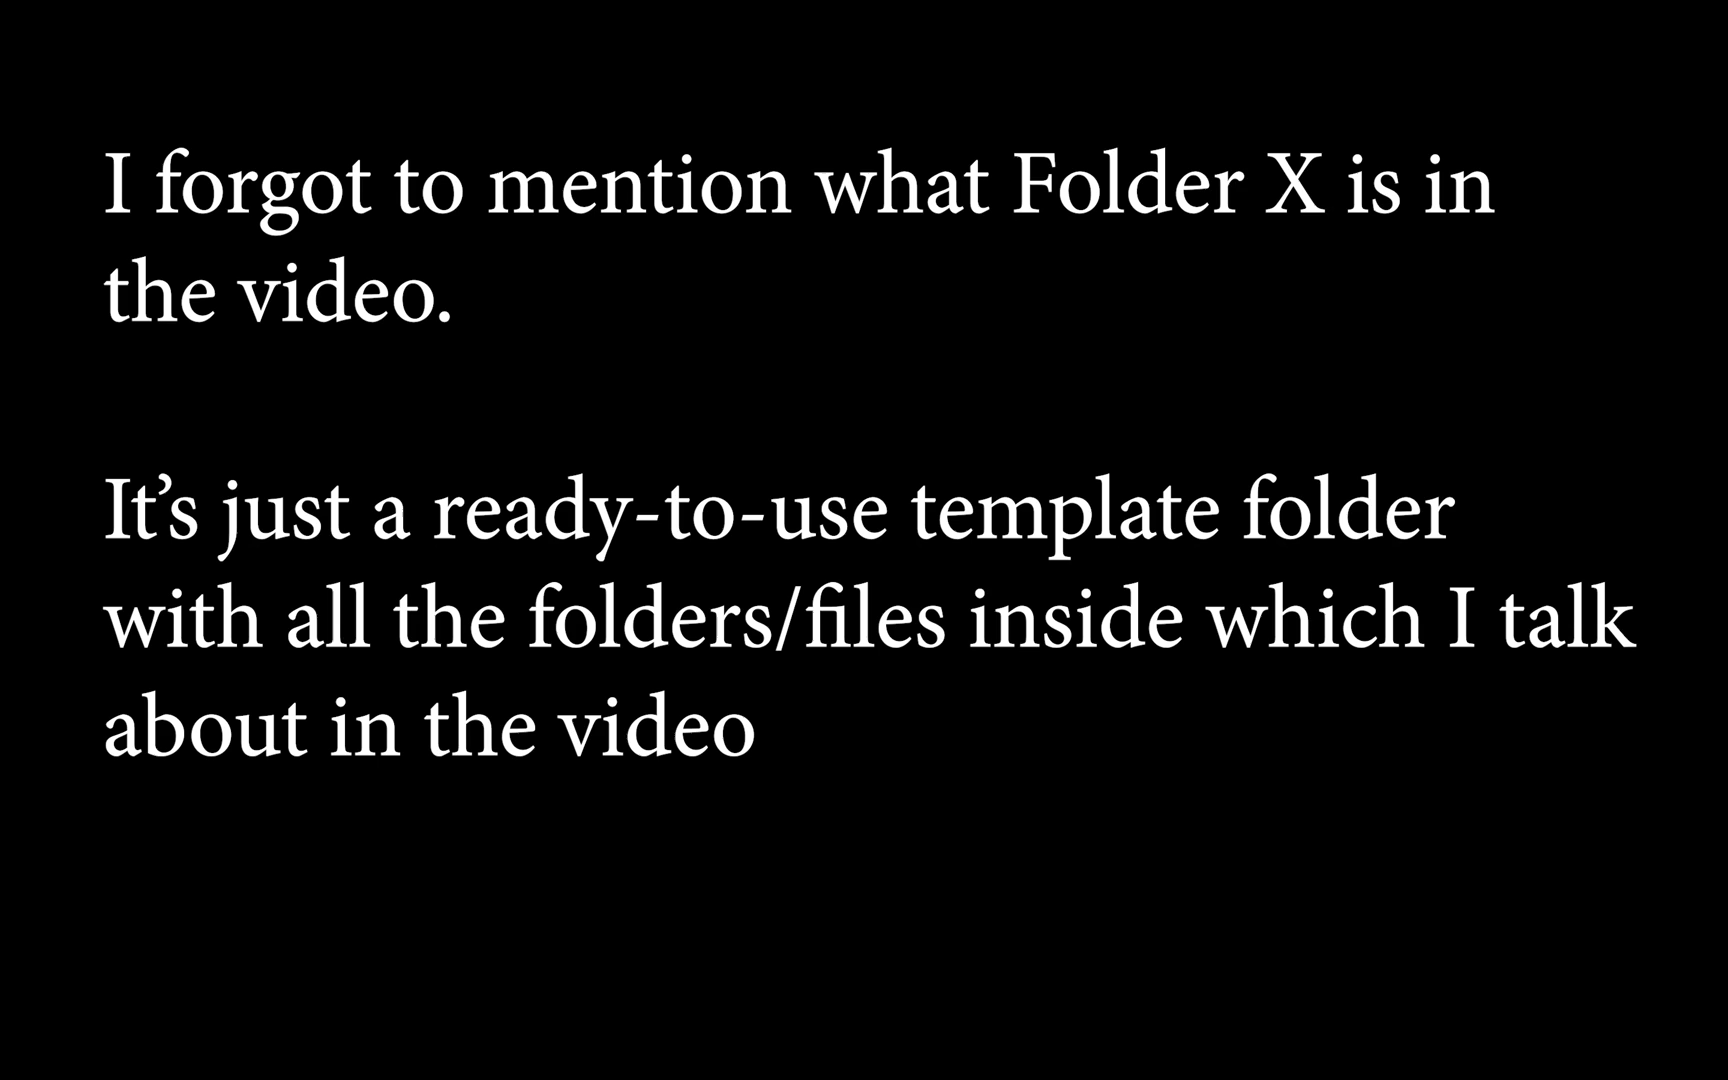 I forgot to mention what Folder X is in
the video.
It’s just a ready-to-use template folder
with all the folders/files inside which I talk
about in the video